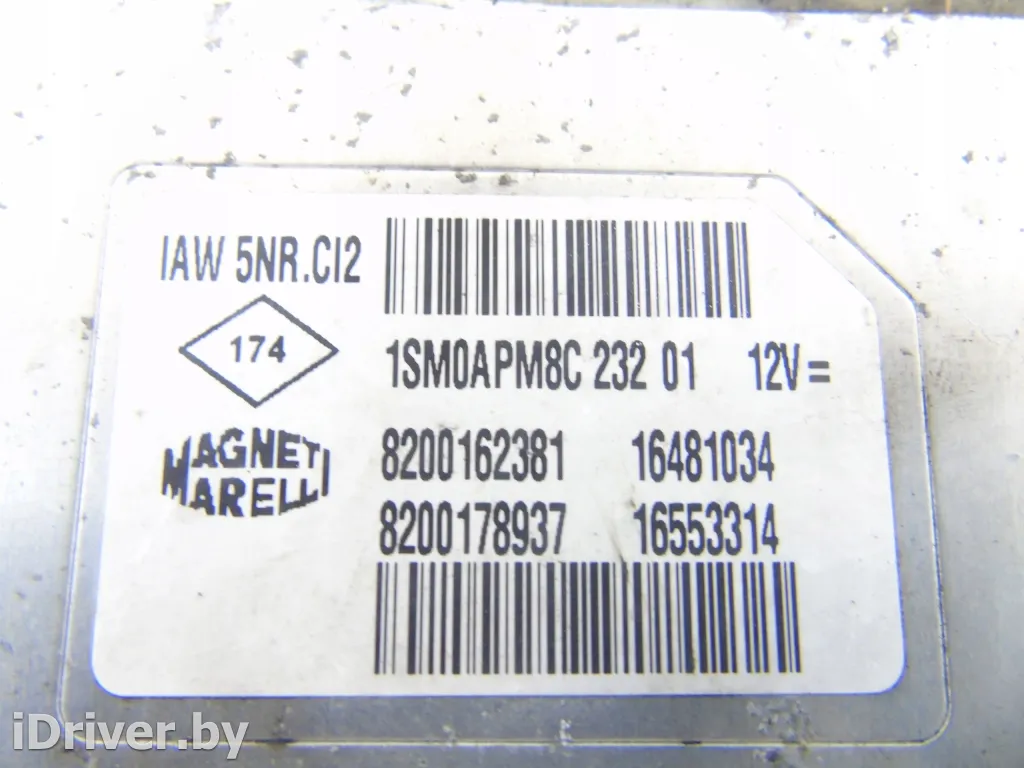 IAW 5NR.CI2
174
MAGNETI
MARELLI
1SM0APM8C 232 01 12V =
8200162381 16481034
8200178937 16553314
iDriver.by